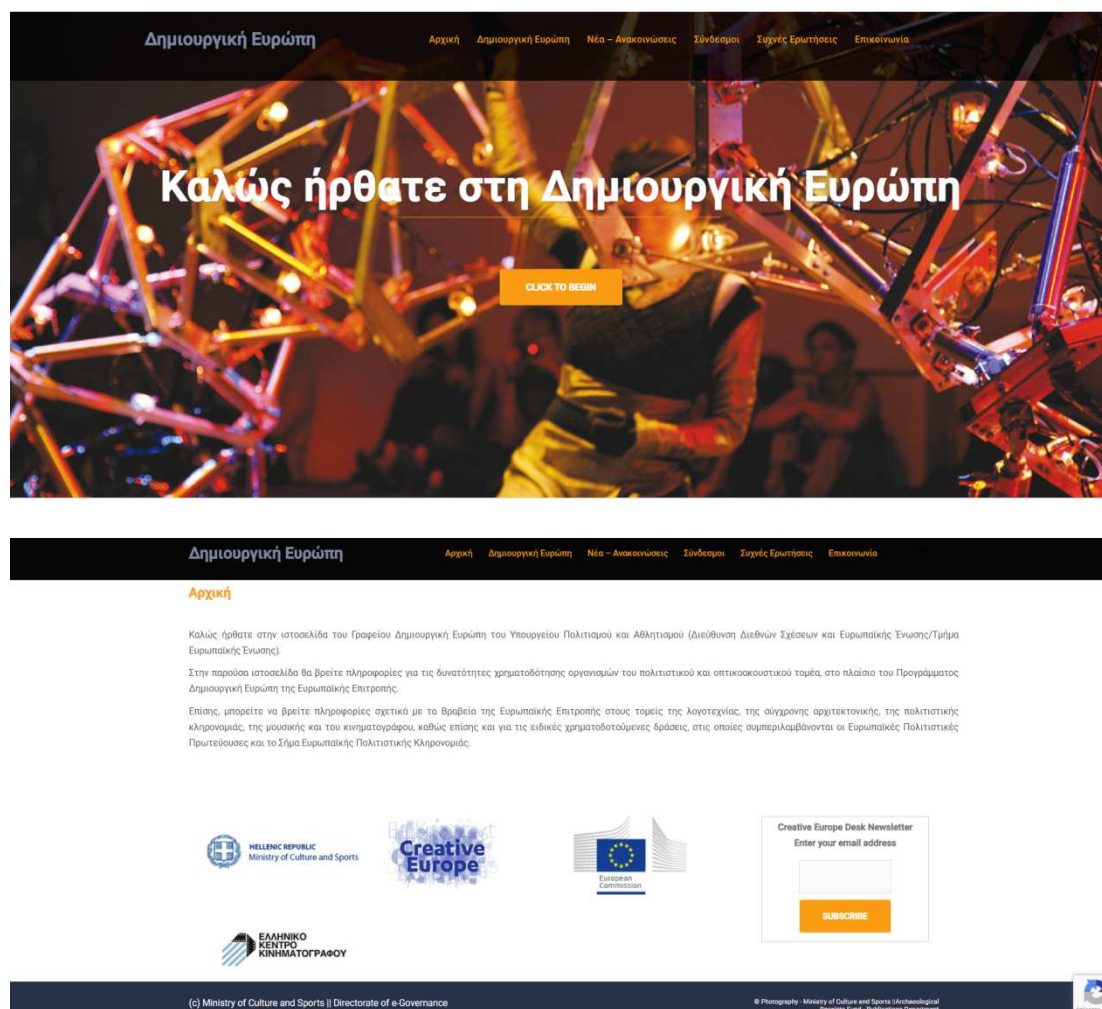 Δημιουργική Ευρώπη
Αρχική Δημιουργική Ευρώπη Νέα – Ανακοινώσεις Σύνδεσμοι Συχνές Ερωτήσεις Επικοινωνία
Καλώς ήρθατε στη Δημιουργική Ευρώπη
CLICK TO BEGIN
Δημιουργική Ευρώπη
Αρχική Δημιουργική Ευρώπη Νέα – Ανακοινώσεις Σύνδεσμοι Συχνές Ερωτήσεις Επικοινωνία
Αρχική
Καλώς ήρθατε στην ιστοσελίδα του Γραφείου Δημιουργική Ευρώπη του Υπουργείου Πολιτισμού και Αθλητισμού (Διεύθυνση Διεθνών Σχέσεων και Ευρωπαϊκής Ένωσης/Τμήμα
Ευρωπαϊκής Ένωσης).
Στην παρούσα ιστοσελίδα θα βρείτε πληροφορίες για τις δυνατότητες χρηματοδότησης οργανισμών του πολιτιστικού και οπτικοακουστικού τομέα, στο πλαίσιο του Προγράμματος
Δημιουργική Ευρώπη της Ευρωπαϊκής Επιτροπής.
Επίσης, μπορείτε να βρείτε πληροφορίες σχετικά με τα Βραβεία της Ευρωπαϊκής Επιτροπής στους τομείς της λογοτεχνίας, της σύγχρονης αρχιτεκτονικής, της πολιτιστικής
κληρονομιάς, της μουσικής και του κινηματογράφου, καθώς επίσης και για τις ειδικές χρηματοδοτούμενες δράσεις, στις οποίες συμπεριλαμβάνονται οι Ευρωπαϊκές Πολιτιστικές
Πρωτεύουσες και το Σήμα Ευρωπαϊκής Πολιτιστικής Κληρονομιάς.
HELLENIC REPUBLIC
Ministry of Culture and Sports
Creative
Europe
European
Commission
Creative Europe Desk Newsletter
Enter your email address
SUBSCRIBE
ΕΛΛΗΝΙΚΟ
ΚΕΝΤΡΟ
ΚΙΝΗΜΑΤΟΓΡΑΦΟΥ
(c) Ministry of Culture and Sports || Directorate of e-Governance
© Photography - Ministry of Culture and Sports ||Archaeological